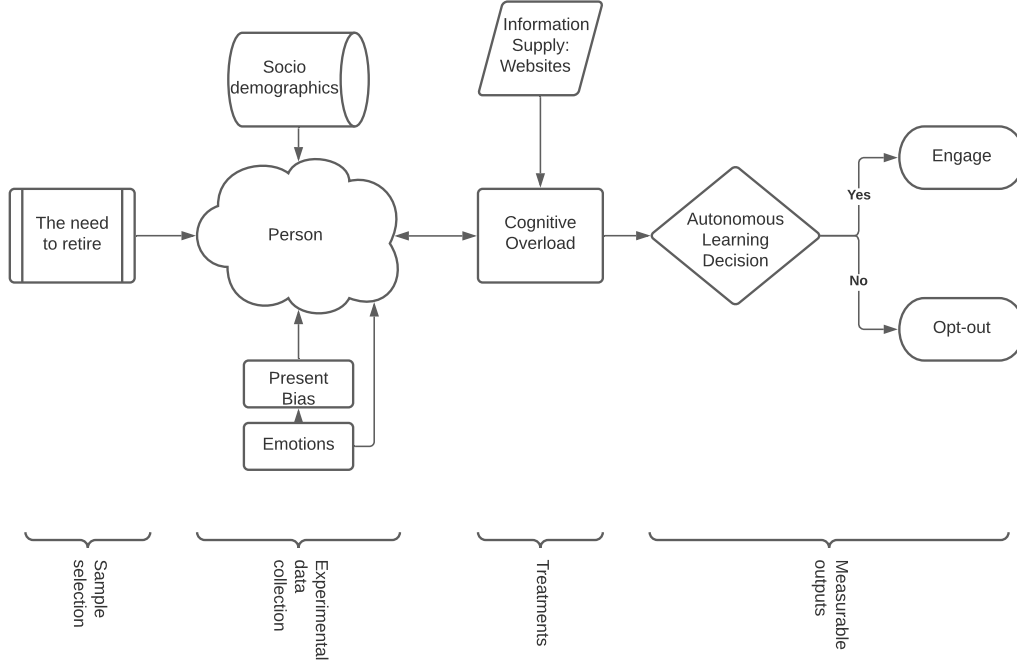 Information
Supply:
Websites
Socio
demographics
Engage
Yes
The need
to retire
Person
Cognitive
Overload
Autonomous
Learning
Decision
No
Opt-out
Present
Bias
Emotions
Sample
selection
Experimental
data
collection
Treatments
Measurable
outputs